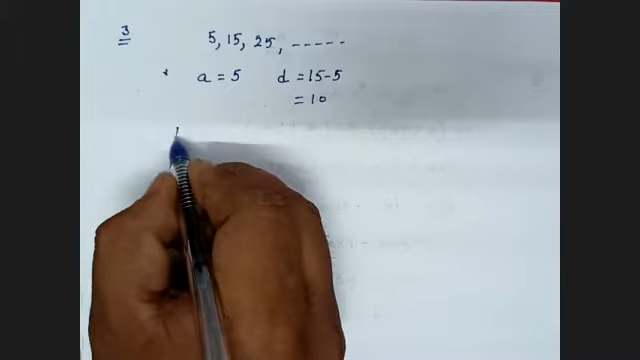 3
5, 15, 25, -----
* a = 5 d = 15-5
= 10